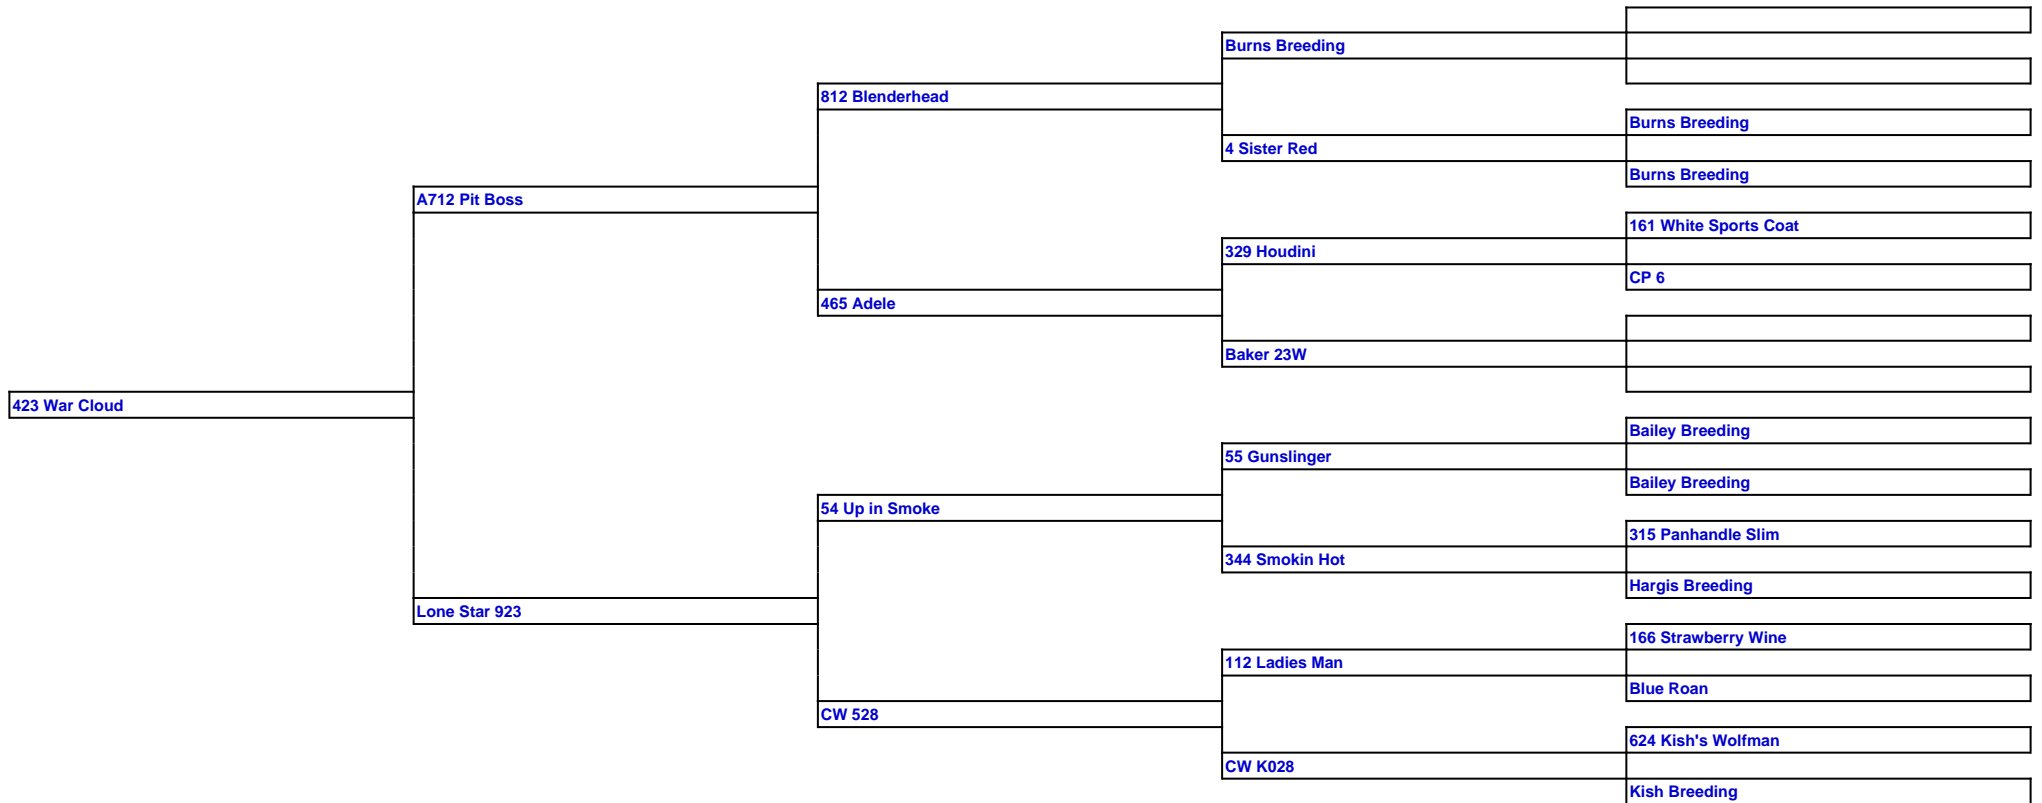 Burns Breeding
812 Blenderhead
Burns Breeding
4 Sister Red
Burns Breeding
A712 Pit Boss
161 White Sports Coat
329 Houdini
CP 6
465 Adele
Baker 23W
423 War Cloud
Bailey Breeding
55 Gunslinger
Bailey Breeding
54 Up in Smoke
315 Panhandle Slim
344 Smokin Hot
Hargis Breeding
Lone Star 923
166 Strawberry Wine
112 Ladies Man
Blue Roan
CW 528
624 Kish's Wolfman
CW K028
Kish Breeding